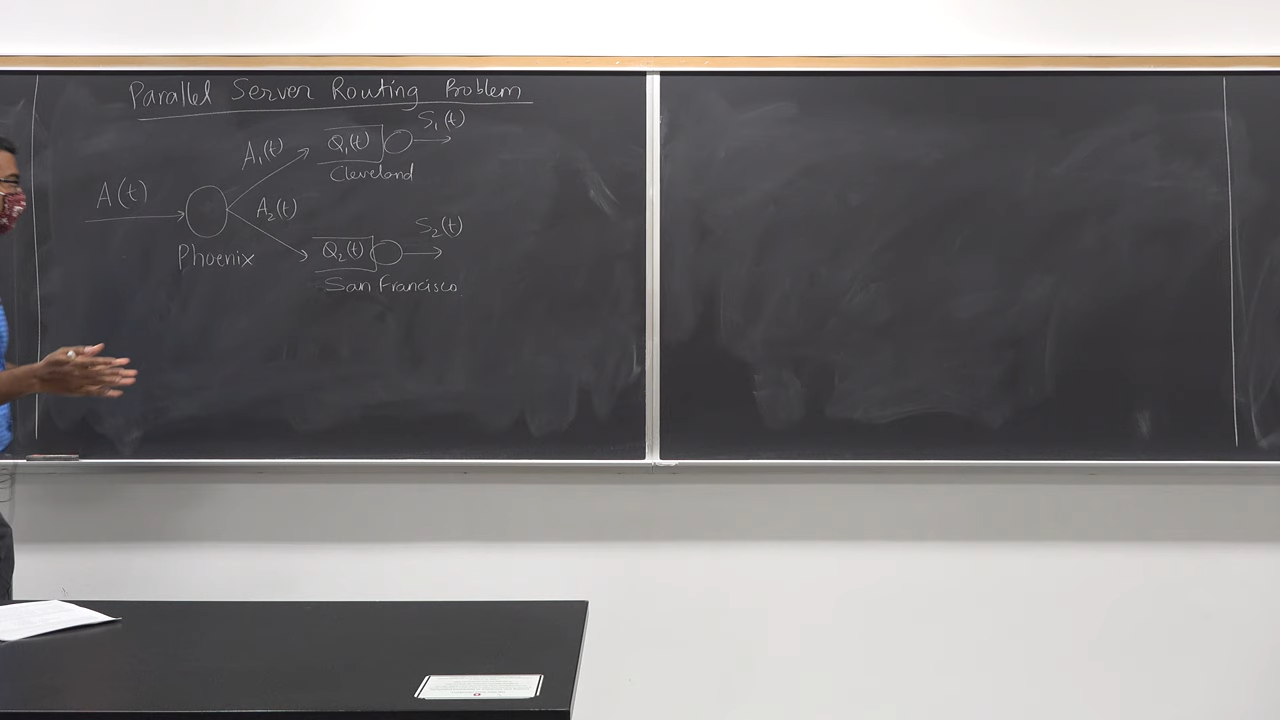 Parallel Server Routing Problem
A(t)
Phoenix
A₁(t)
Q₁(t)
S₁(t)
Cleveland
A₂(t)
Q₂(t)
S₂(t)
San Francisco.